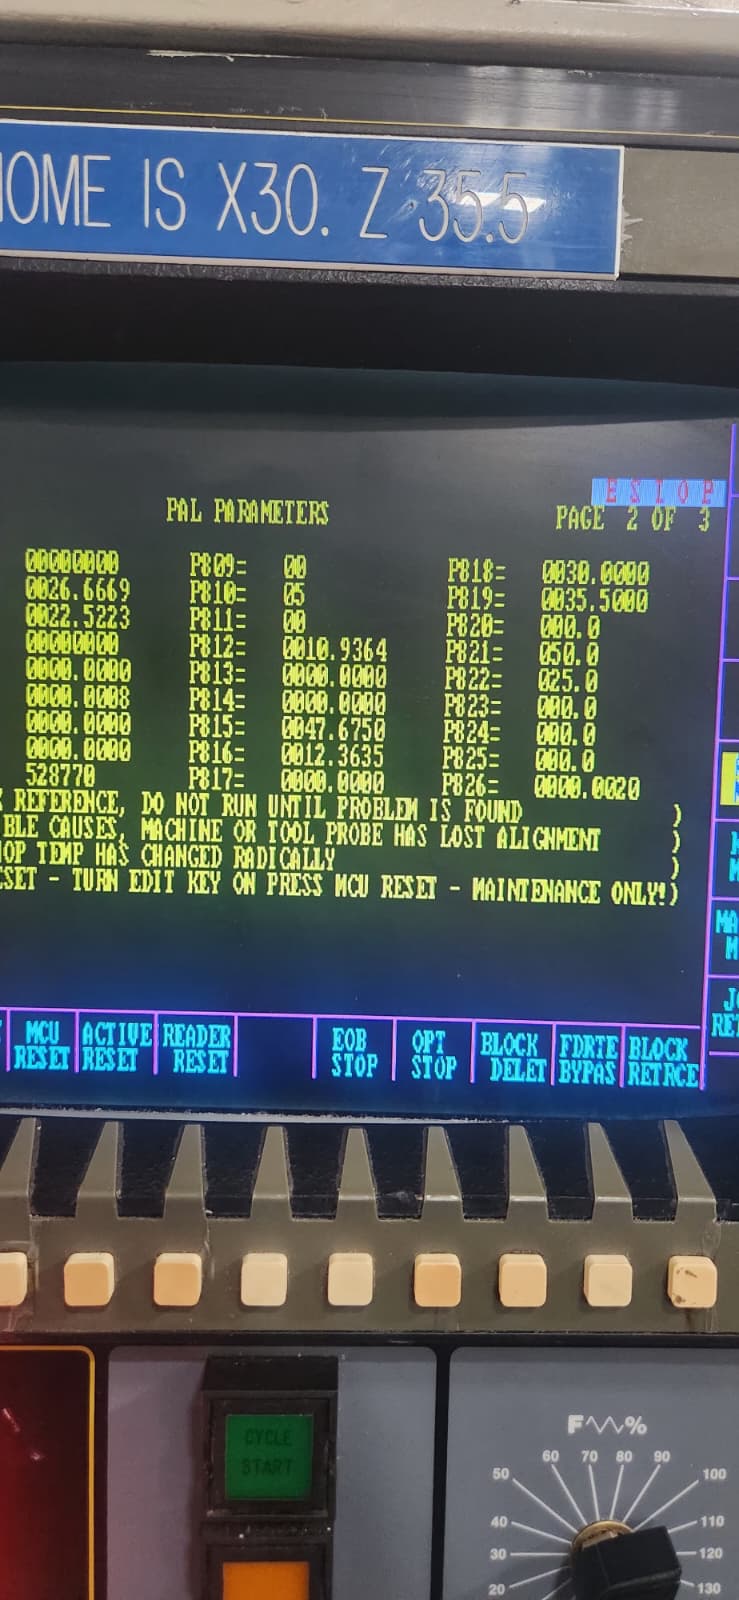 HOME IS X30. Z 35.5
ESTOP
PAL PARAMETERS PAGE 2 OF 3
00000000 P809= 00 P818= 0030.0000
0026.6669 P810= 05 P819= 0035.5000
0022.5223 P811= 00 P820= 000.0
00000000 P812= 0010.9364 P821= 050.0
0000.0000 P813= 0000.0000 P822= 025.0
0000.0008 P814= 0000.0000 P823= 000.0
0000.0000 P815= 0047.6750 P824= 000.0
0000.0000 P816= 0012.3635 P825= 000.0
528770 P817= 0000.0000 P826= 0000.0020
REFERENCE, DO NOT RUN UNTIL PROBLEM IS FOUND )
BLE CAUSES, MACHINE OR TOOL PROBE HAS LOST ALIGNMENT )
OP TEMP HAS CHANGED RADICALLY )
SET - TURN EDIT KEY ON PRESS MCU RESET - MAINTENANCE ONLY!)
MCU RESET
ACTIVE RESET
READER RESET
EOB STOP
OPT STOP
BLOCK DELET
FDRTE BYPAS
BLOCK RETRCE
CYCLE
START
F %
20 30 40 50 60 70 80 90 100 110 120 130